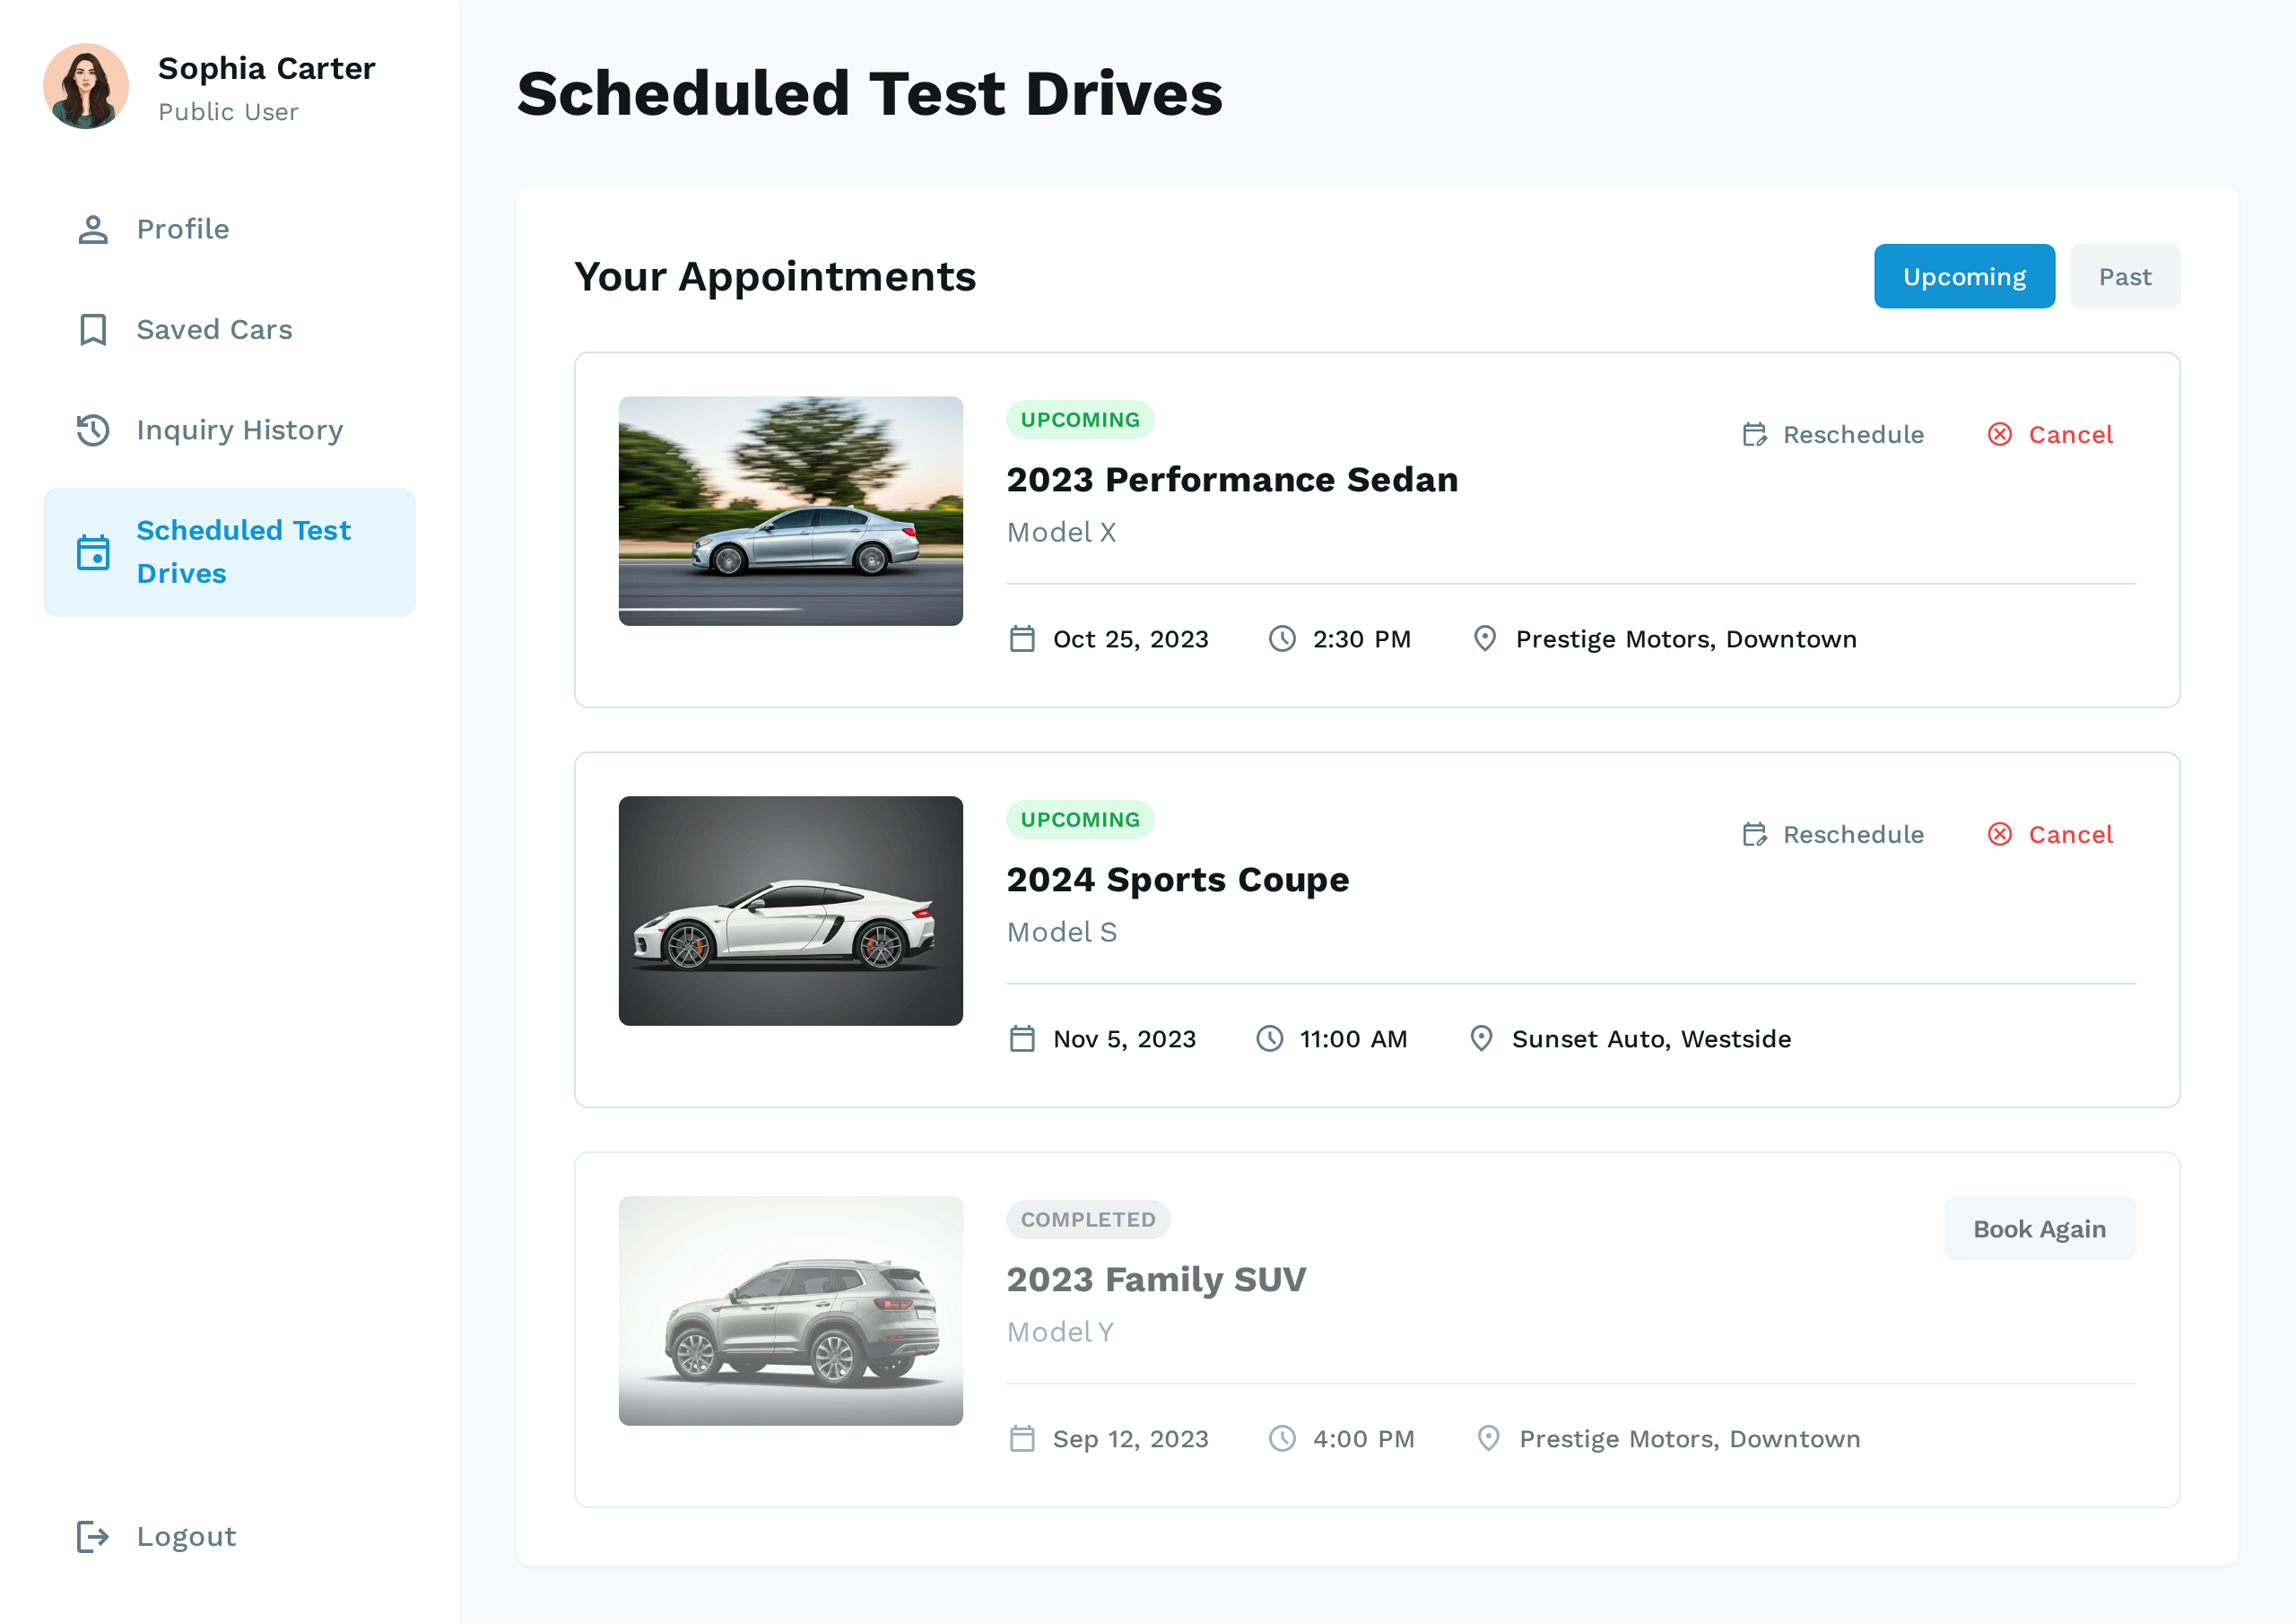 Sophia Carter
Public User
Profile
Saved Cars
Inquiry History
Scheduled Test
Drives
Logout
Scheduled Test Drives
Your Appointments
Upcoming
Past
UPCOMING
Reschedule
Cancel
2023 Performance Sedan
Model X
Oct 25, 2023
2:30 PM
Prestige Motors, Downtown
UPCOMING
Reschedule
Cancel
2024 Sports Coupe
Model S
Nov 5, 2023
11:00 AM
Sunset Auto, Westside
COMPLETED
Book Again
2023 Family SUV
Model Y
Sep 12, 2023
4:00 PM
Prestige Motors, Downtown